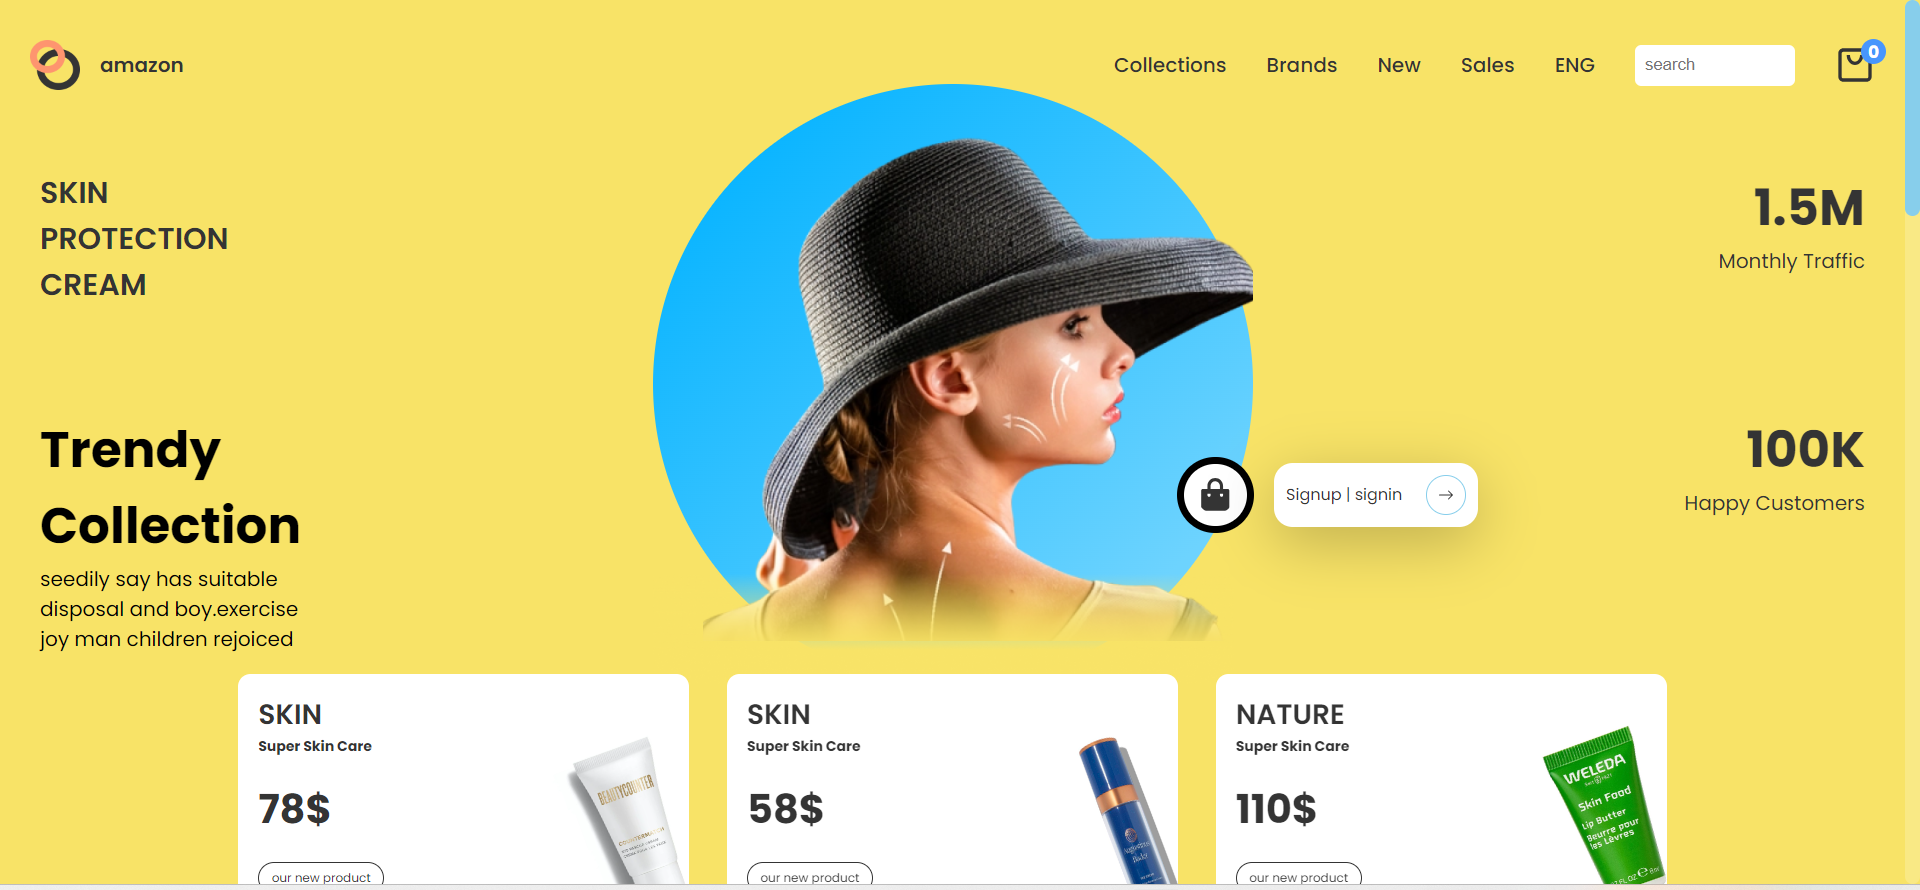 amazon
Collections
Brands
New
Sales
ENG
search
0
SKIN
PROTECTION
CREAM
1.5M
Monthly Traffic
Trendy
Collection
seedily say has suitable
disposal and boy.exercise
joy man children rejoiced
Signup | signin
100K
Happy Customers
SKIN
Super Skin Care
78$
our new product
BEAUTYCOUNTER
COUNTERMATCH
SKIN
Super Skin Care
58$
our new product
NATURE
Super Skin Care
110$
our new product
WELEDA
Skin Food
Lip Butter
Beurre pour
les Lèvres